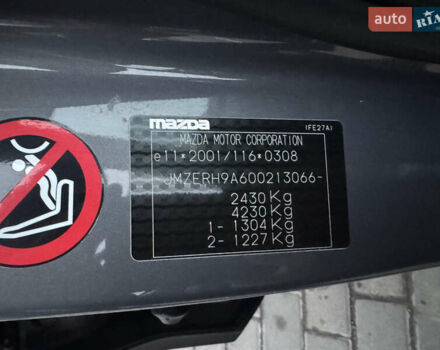 auto RIA
mazda (FE27A)
MAZDA MOTOR CORPORATION
e11*2001/116*0308
JMZERH9A600213066-
2430Kg
4230Kg
1- 1304Kg
2- 1227Kg